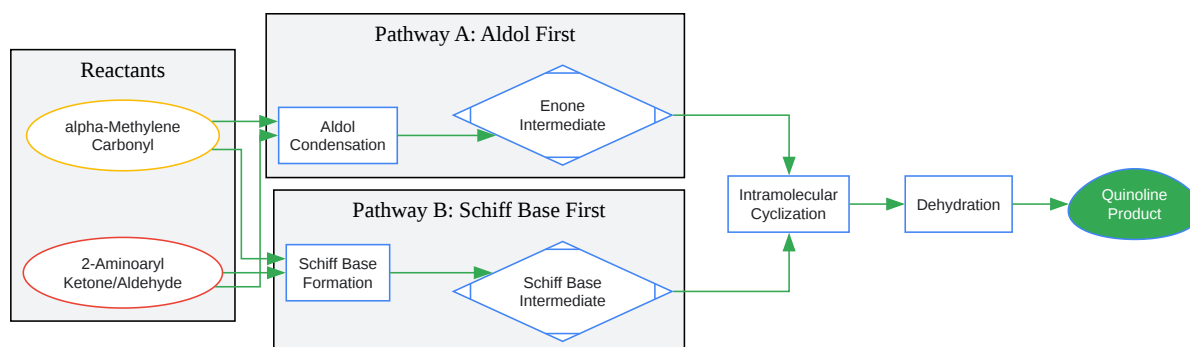 Reactants
alpha-Methylene
Carbonyl
2-Aminoaryl
Ketone/Aldehyde
Pathway A: Aldol First
Aldol
Condensation
Enone
Intermediate
Pathway B: Schiff Base First
Schiff Base
Formation
Schiff Base
Intermediate
Intramolecular
Cyclization
Dehydration
Quinoline
Product